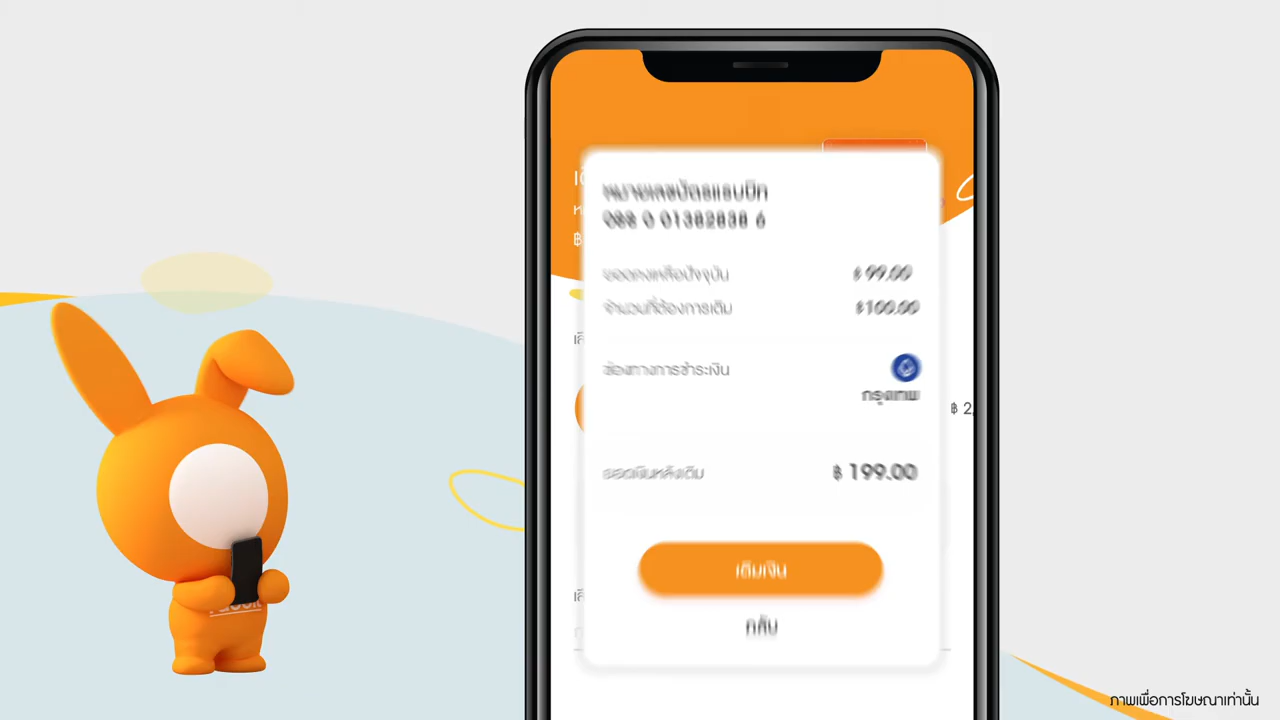 หมายเลขบัตรแรบบิท
088 0 01382838 6
ยอดคงเหลือปัจจุบัน ฿ 99.00
จำนวนที่ต้องการเติม ฿100.00
ช่องทางการชำระเงิน
กรุงเทพ
฿ 2,
ยอดเงินหลังเติม ฿ 199.00
เติมเงิน
กลับ
ภาพเพื่อการโฆษณาเท่านั้น